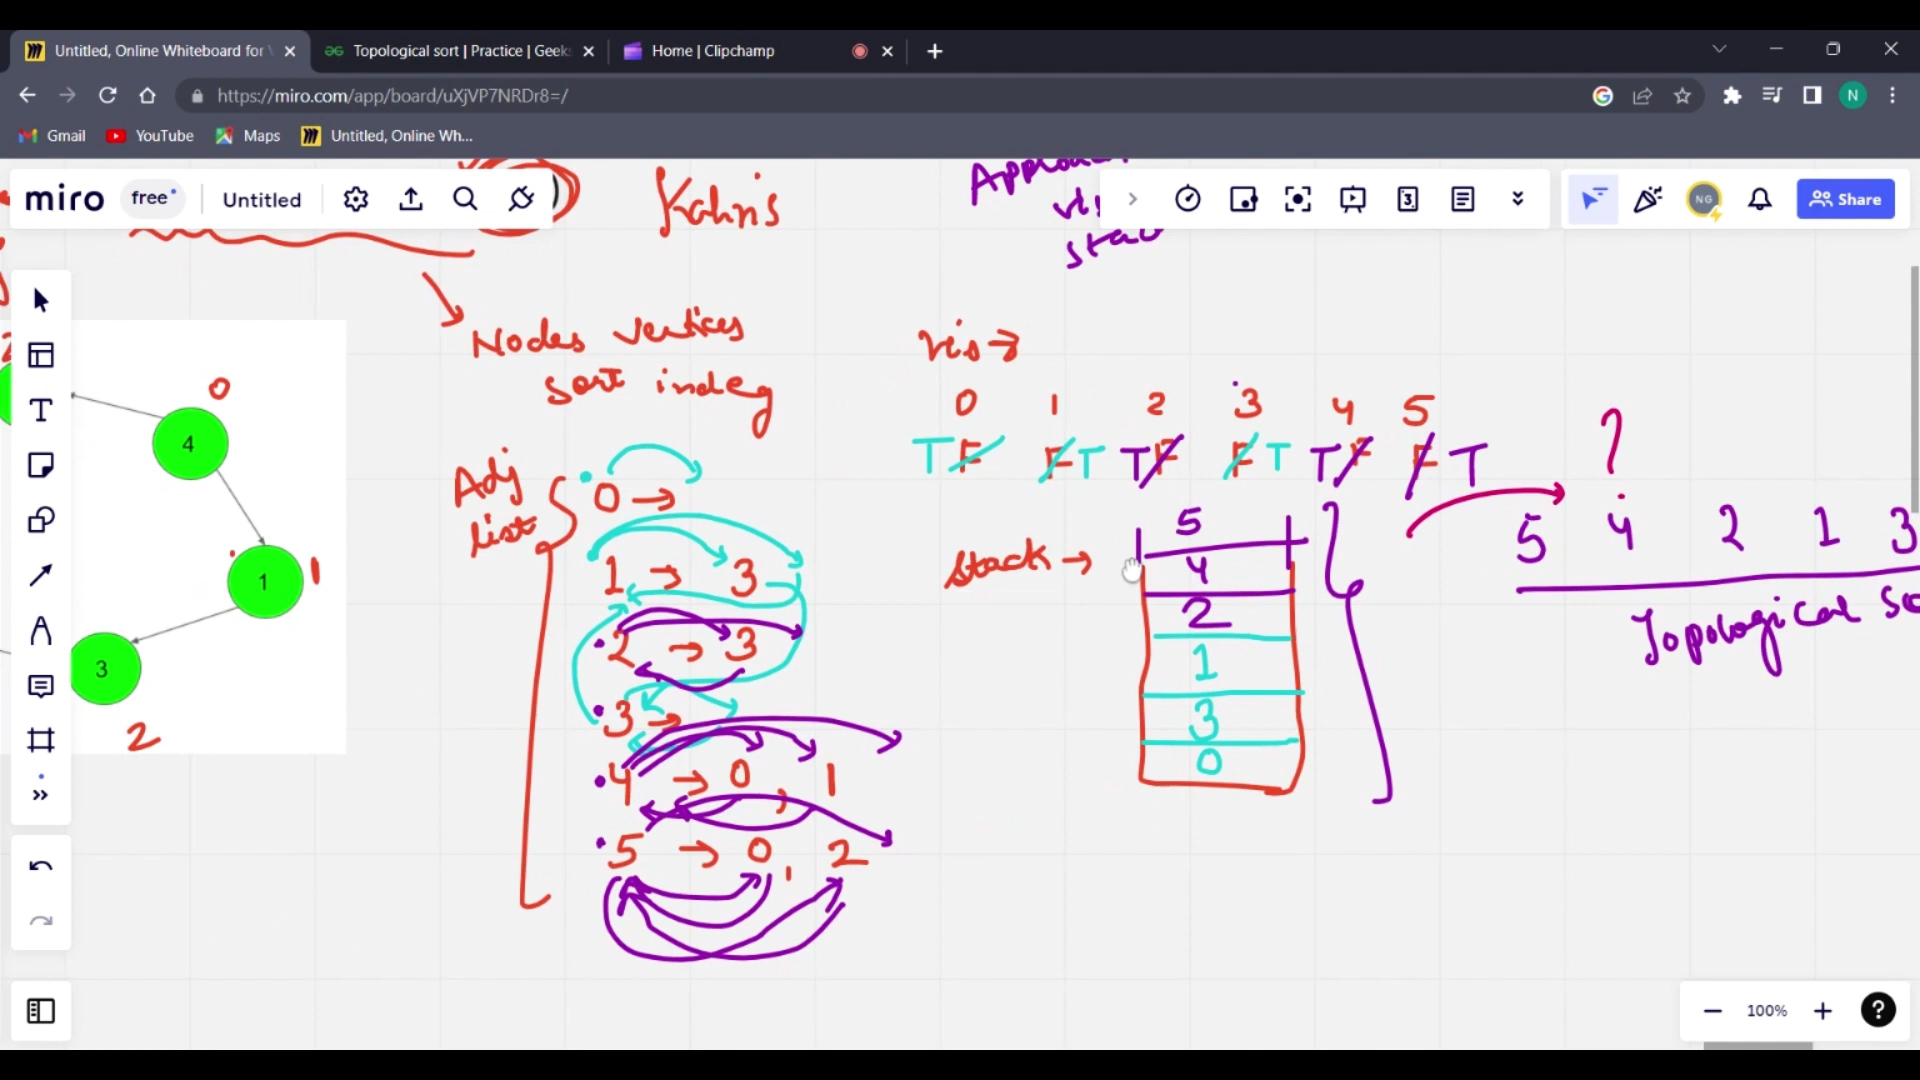 Untitled, Online Whiteboard for
Topological sort | Practice | Geek
Home | Clipchamp
https://miro.com/app/board/uXjVP7NRDr8=/
N
Gmail
YouTube
Maps
Untitled, Online Wh...
miro
free
Untitled
Kahn's
3
NG
Share
Nodes vertices
sort indeg
vis →
0 1 2 3 4 5
T F F T T F F T T F F T
?
0
4
1
1
3
2
Adj
list
0 →
1 → 3
2 → 3
3 →
4 → 0, 1
5 → 0, 2
stack →
5
4
2
1
3
0
5 4 2 1 3
Topological
100%
?